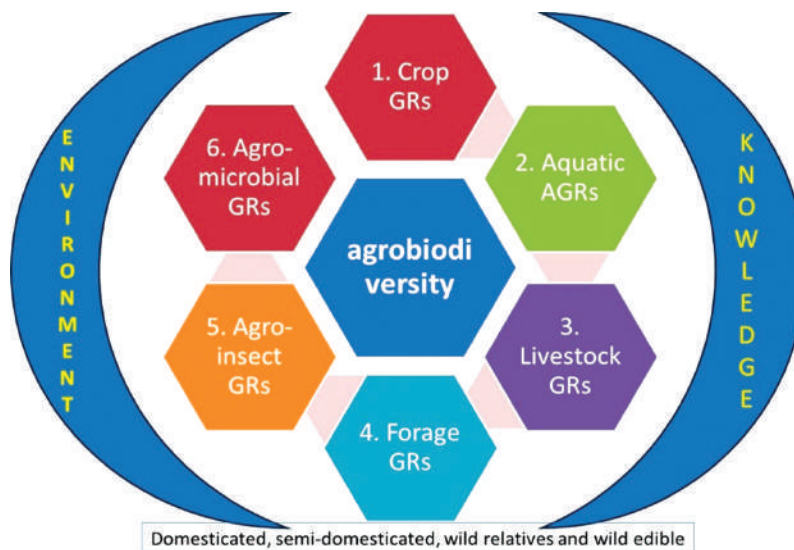 1. Crop
GRs
2. Aquatic
AGRs
3.
Livestock
GRs
4. Forage
GRs
5. Agro-
insect
GRs
6. Agro-
microbial
GRs
agrobiodi
versity
ENVIRONMENT
KNOWLEDGE
Domesticated, semi-domesticated, wild relatives and wild edible